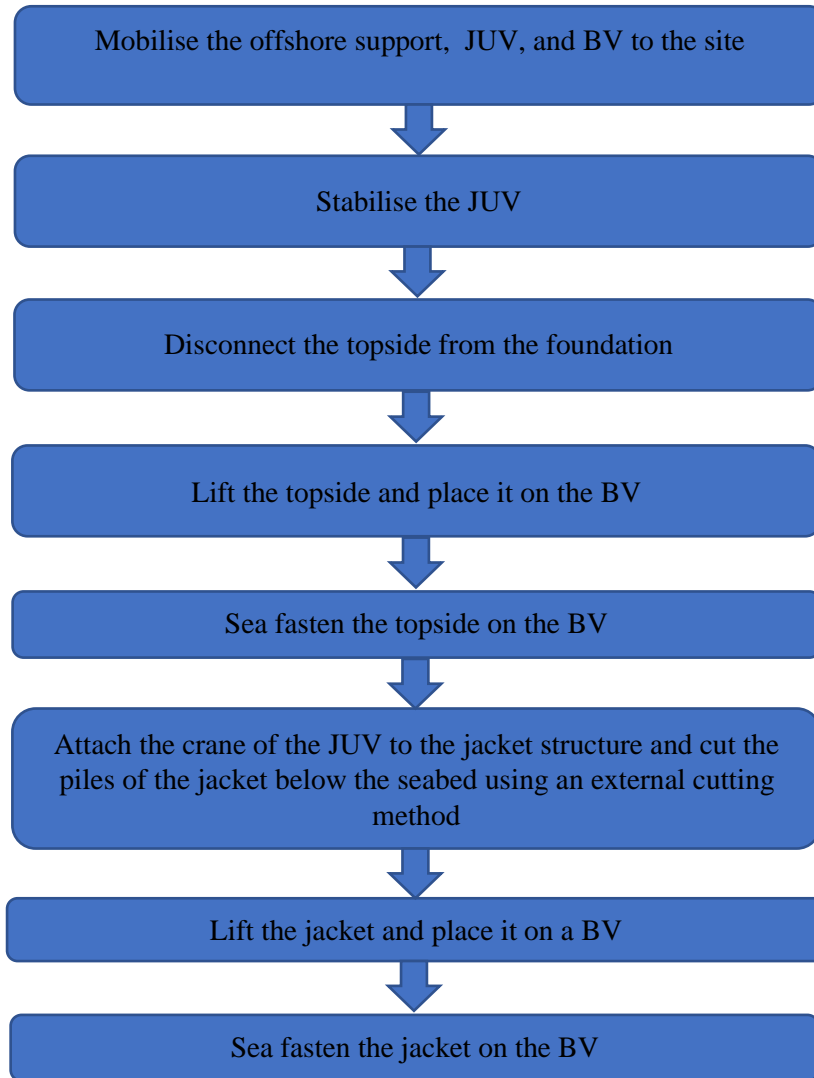 Mobilise the offshore support, JUV, and BV to the site
Stabilise the JUV
Disconnect the topside from the foundation
Lift the topside and place it on the BV
Sea fasten the topside on the BV
Attach the crane of the JUV to the jacket structure and cut the
piles of the jacket below the seabed using an external cutting
method
Lift the jacket and place it on a BV
Sea fasten the jacket on the BV